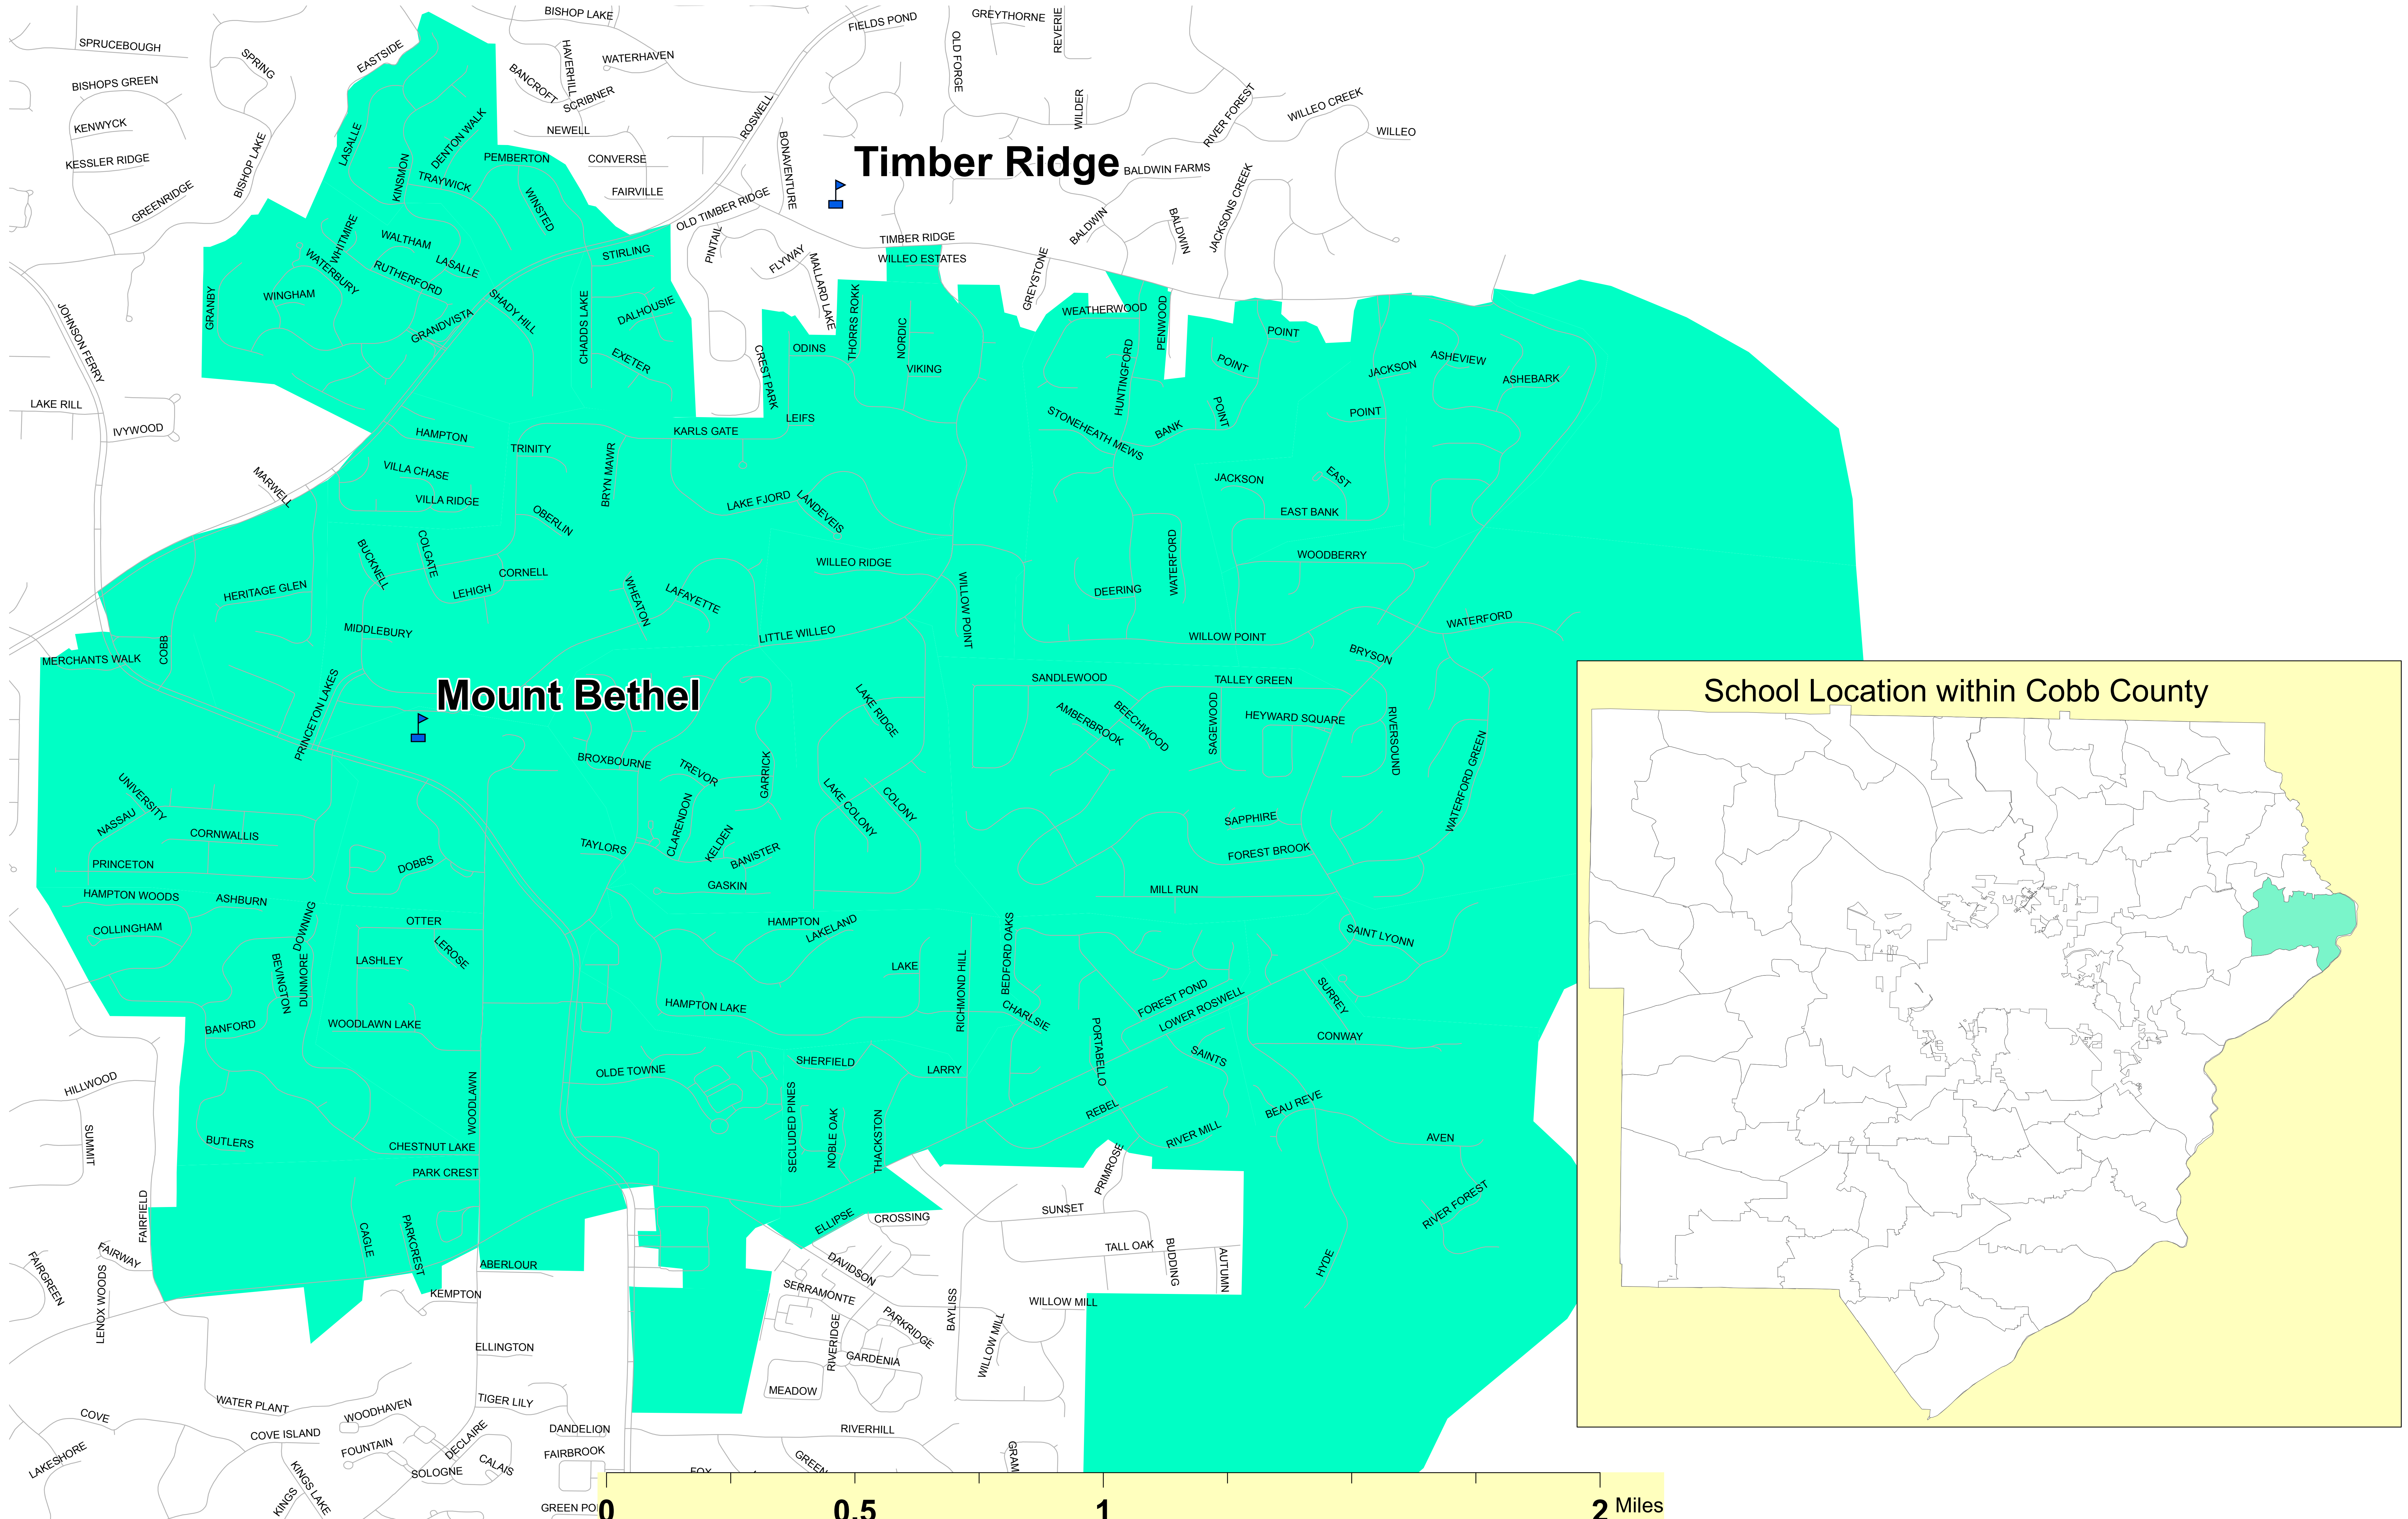 BISHOP LAKE
FIELDS POND
GREYTHORNE
REVERIE
SPRUCEBOUGH
SPRING
EASTSIDE
HAVERHILL
WATERHAVEN
OLD FORGE
BISHOPS GREEN
BANCROFT
SCRIBNER
ROSWELL
WILDER
RIVER FOREST
WILLEO CREEK
WILLEO
KENWYCK
KESSLER RIDGE
GREENRIDGE
BISHOP LAKE
LASALLE
KINSMON
DENTON WALK
NEWELL
PEMBERTON
TRAYWICK
WINSTED
CONVERSE
FAIRVILLE
BONAVENTURE
Timber Ridge
BALDWIN FARMS
JACKSONS CREEK
BALDWIN
BALDWIN
OLD TIMBER RIDGE
TIMBER RIDGE
WILLEO ESTATES
PINTAIL
FLYWAY
MALLARD LAKE
GREYSTONE
WHITMIRE
WALTHAM
LASALLE
WATERBURY
RUTHERFORD
STIRLING
GRANBY
WINGHAM
GRANDVISTA
SHADY HILL
CHADDS LAKE
DALHOUSIE
EXETER
CREST PARK
ODINS
THORRS ROKK
NORDIC
VIKING
LEIFS
WEATHERWOOD
PENWOOD
HUNTINGFORD
POINT
POINT
POINT
POINT
JACKSON
ASHEVIEW
ASHEBARK
JOHNSON FERRY
LAKE RILL
IVYWOOD
MARWELL
HAMPTON
TRINITY
KARLS GATE
STONEHEATH MEWS
BANK
VILLA CHASE
VILLA RIDGE
OBERLIN
BRYN MAWR
LAKE FJORD
LANDEVEIS
JACKSON
EAST
EAST BANK
BUCKNELL
COLGATE
CORNELL
LEHIGH
WHEATON
LAFAYETTE
WILLEO RIDGE
WILLOW POINT
DEERING
WATERFORD
WOODBERRY
HERITAGE GLEN
MIDDLEBURY
LITTLE WILLEO
WILLOW POINT
WATERFORD
BRYSON
MERCHANTS WALK
COBB
PRINCETON LAKES
Mount Bethel
LAKE RIDGE
SANDLEWOOD
TALLEY GREEN
AMBERBROOK
BEECHWOOD
SAGEWOOD
HEYWARD SQUARE
RIVERSOUND
WATERFORD GREEN
School Location within Cobb County
BROXBOURNE
TREVOR
GARRICK
CLARENDON
KELDEN
BANISTER
TAYLORS
GASKIN
LAKE COLONY
COLONY
SAPPHIRE
FOREST BROOK
MILL RUN
UNIVERSITY
NASSAU
CORNWALLIS
PRINCETON
DOBBS
HAMPTON WOODS
ASHBURN
COLLINGHAM
BEVINGTON
DUNMORE DOWNING
OTTER
LEROSE
LASHLEY
BANFORD
WOODLAWN LAKE
HAMPTON
LAKELAND
LAKE
HAMPTON LAKE
RICHMOND HILL
BEDFORD OAKS
CHARLSIE
SAINT LYONN
SURREY
FOREST POND
LOWER ROSWELL
CONWAY
PORTABELLO
SAINTS
OLDE TOWNE
SHERFIELD
LARRY
SECLUDED PINES
NOBLE OAK
THACKSTON
REBEL
RIVER MILL
BEAU REVE
AVEN
HILLWOOD
SUMMIT
WOODLAWN
BUTLERS
CHESTNUT LAKE
PARK CREST
PRIMROSE
RIVER FOREST
HYDE
FAIRFIELD
FAIRWAY
FAIRGREEN
LENOX WOODS
CAGLE
PARKCREST
ABERLOUR
KEMPTON
ELLIPSE
CROSSING
SUNSET
TALL OAK
BUDDING
AUTUMN
DAVIDSON
SERRAMONTE
PARKRIDGE
RIVERIDGE
GARDENIA
BAYLISS
WILLOW MILL
WILLOW MILL
ELLINGTON
MEADOW
WATER PLANT
WOODHAVEN
TIGER LILY
COVE
COVE ISLAND
FOUNTAIN
DECLAIRE
CALAIS
SOLOGNE
DANDELION
FAIRBROOK
RIVERHILL
LAKESHORE
KINGS LAKE
KINGS
0 0.5 1 2 Miles